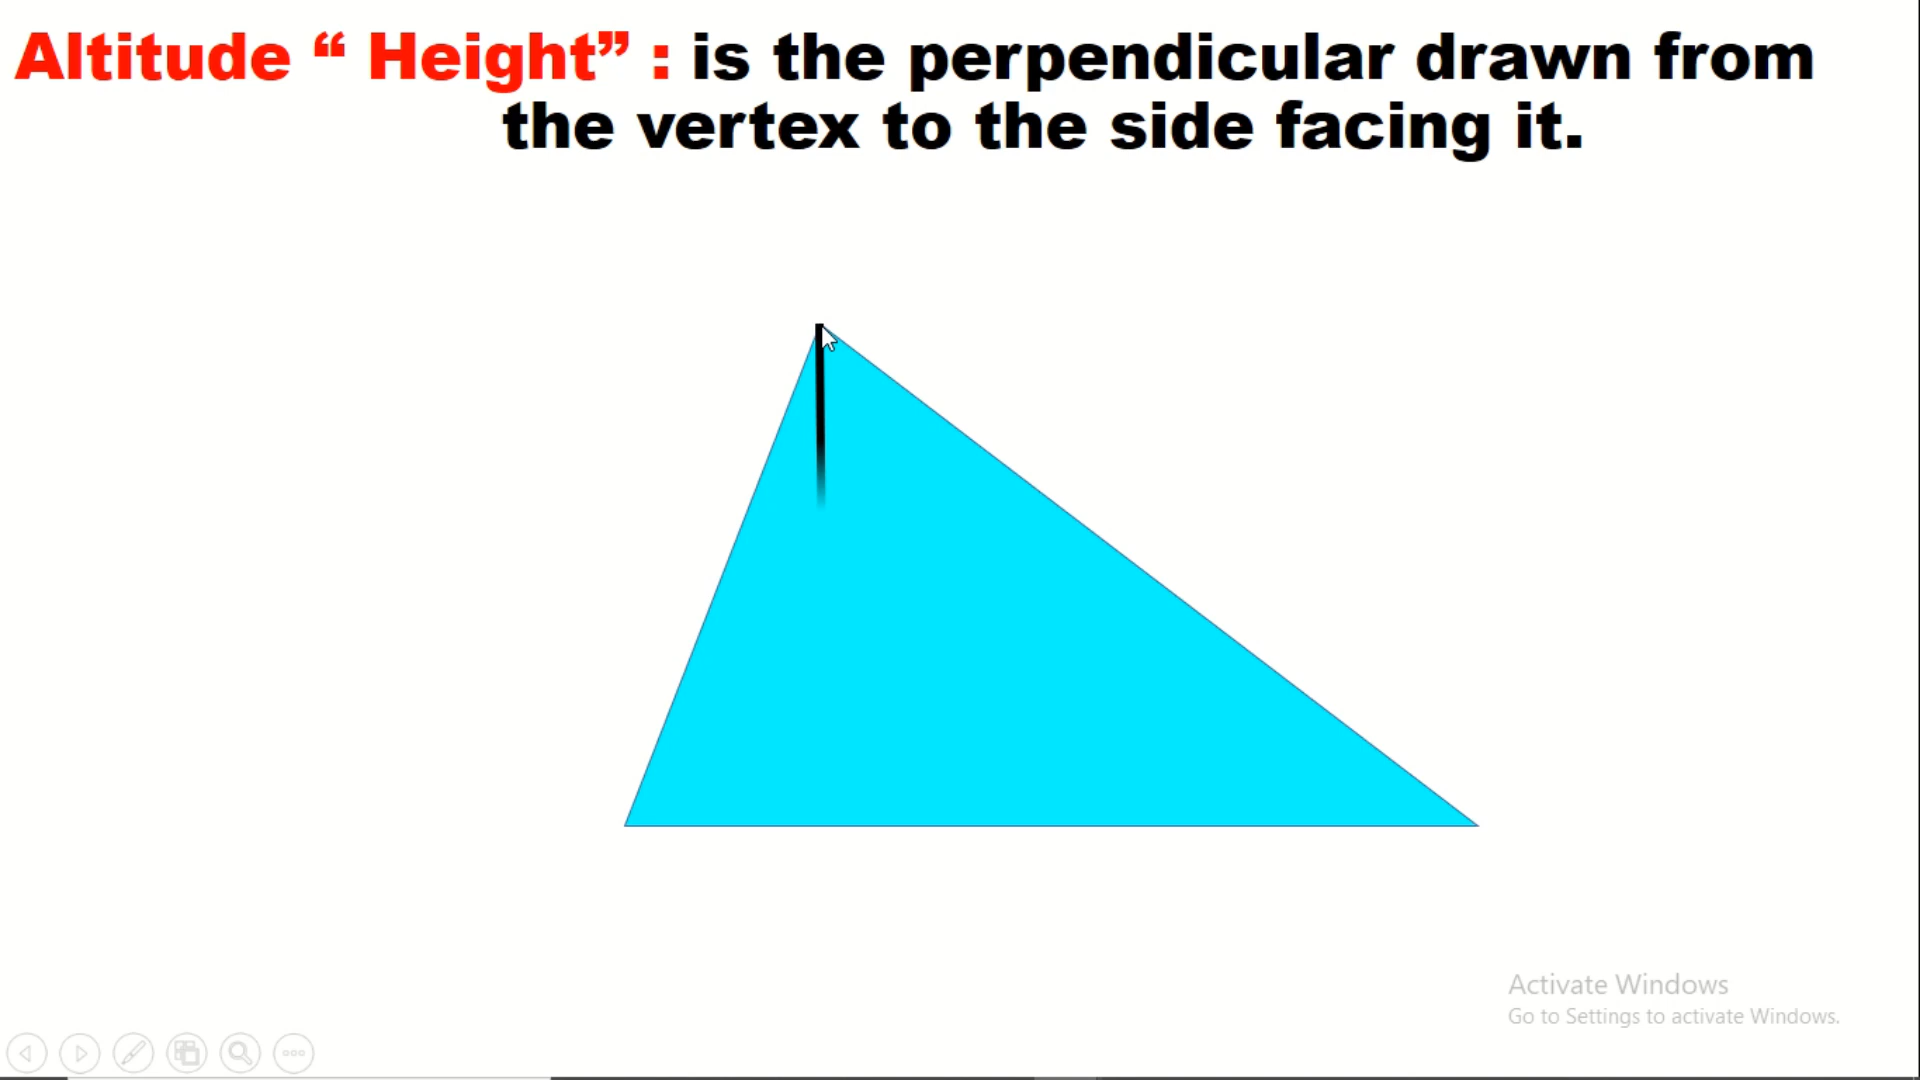 Altitude “ Height” : is the perpendicular drawn from
the vertex to the side facing it.
Activate Windows
Go to Settings to activate Windows.